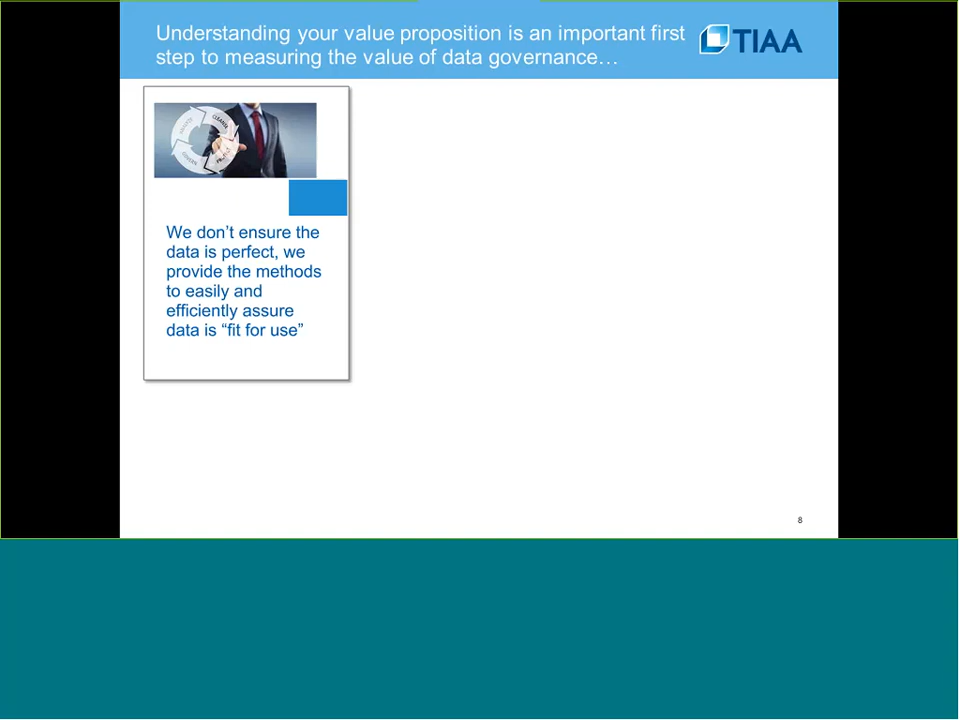 Understanding your value proposition is an important first
step to measuring the value of data governance…
TIAA
CLEANSE
We don’t ensure the
data is perfect, we
provide the methods
to easily and
efficiently assure
data is “fit for use”
8